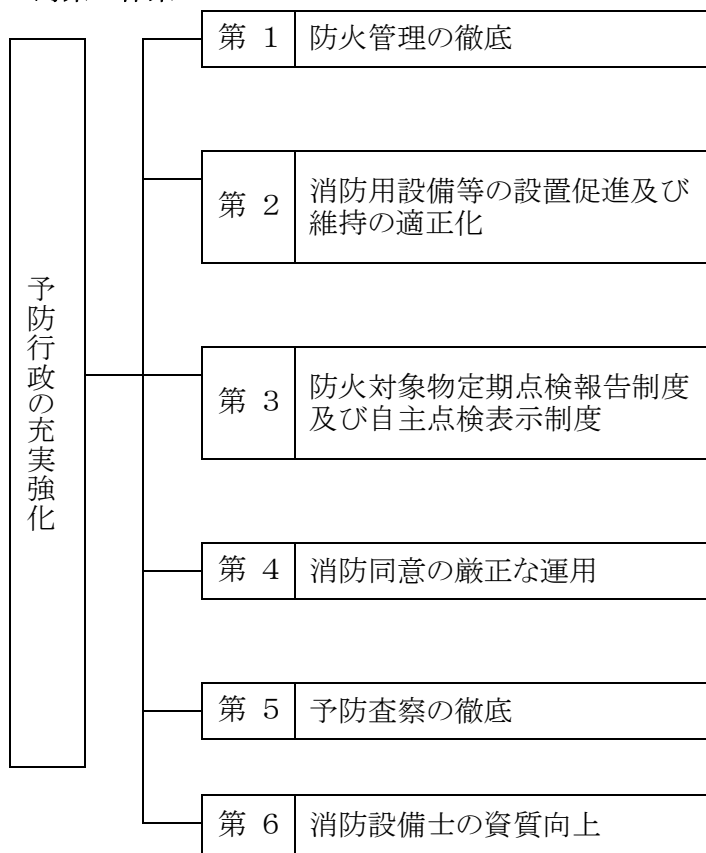 予防行政の充実強化
第 1 防火管理の徹底
第 2 消防用設備等の設置促進及び
維持の適正化
第 3 防火対象物定期点検報告制度
及び自主点検表示制度
第 4 消防同意の厳正な運用
第 5 予防査察の徹底
第 6 消防設備士の資質向上